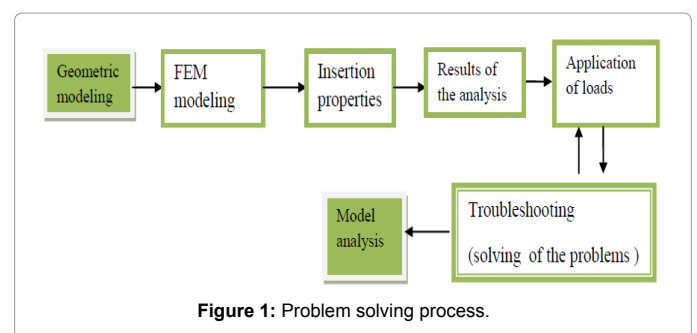 Geometric
modeling
FEM
modeling
Insertion
properties
Results of
the analysis
Application
of loads
Troubleshooting
(solving of the problems )
Model
analysis
Figure 1: Problem solving process.